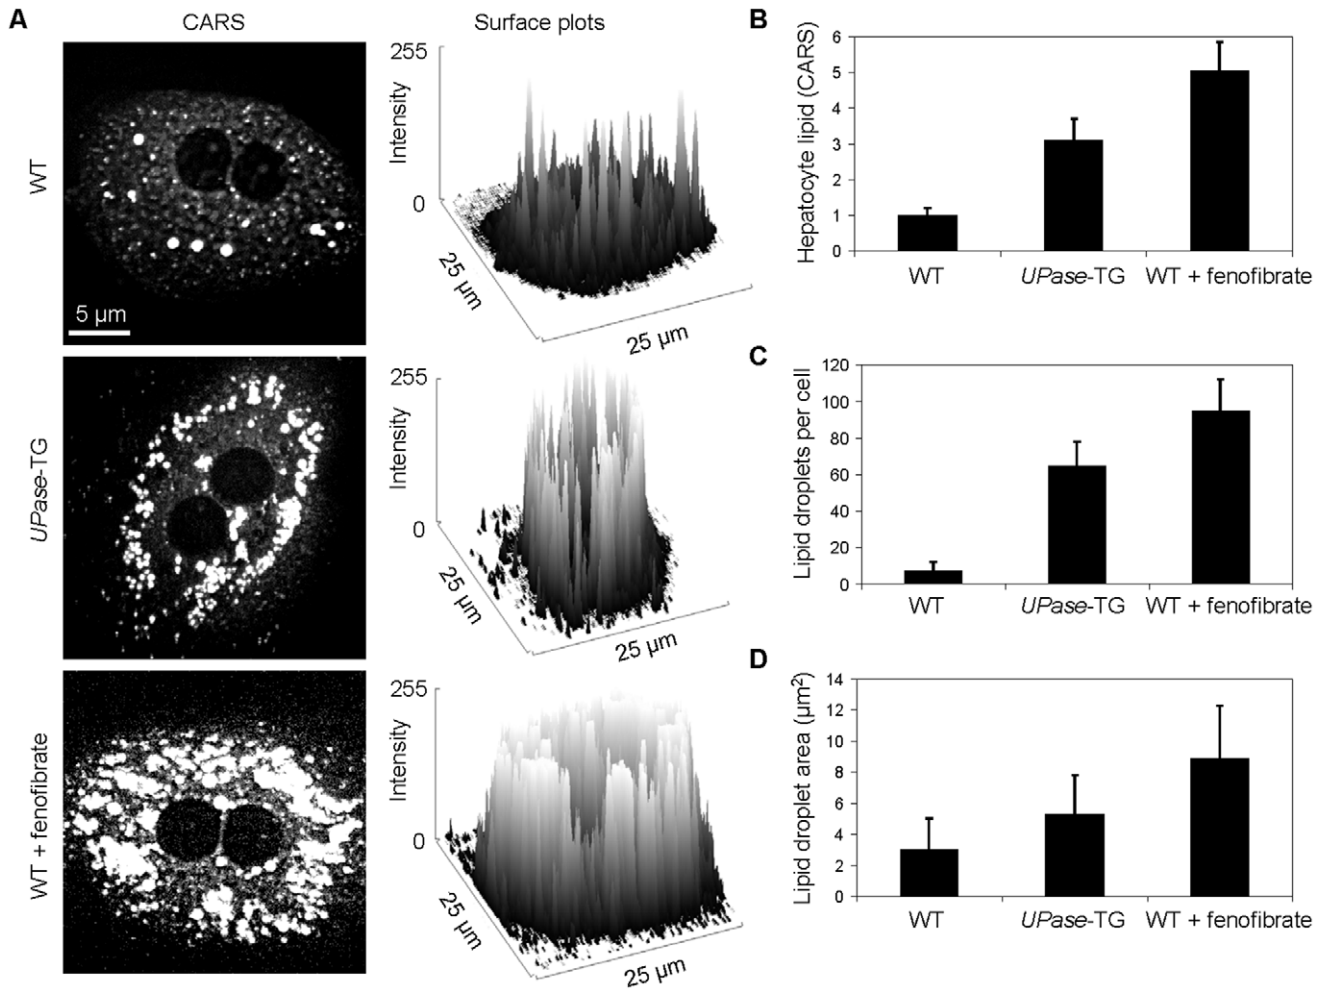 A
CARS
Surface plots
WT
5 µm
255
Intensity
0
25 µm
25 µm
UPase-TG
255
Intensity
0
25 µm
25 µm
WT + fenofibrate
255
Intensity
0
25 µm
25 µm
B
Hepatocyte lipid (CARS)
6
5
4
3
2
1
0
WT
UPase-TG
WT + fenofibrate
C
Lipid droplets per cell
120
100
80
60
40
20
0
WT
UPase-TG
WT + fenofibrate
D
Lipid droplet area (µm²)
14
12
10
8
6
4
2
0
WT
UPase-TG
WT + fenofibrate